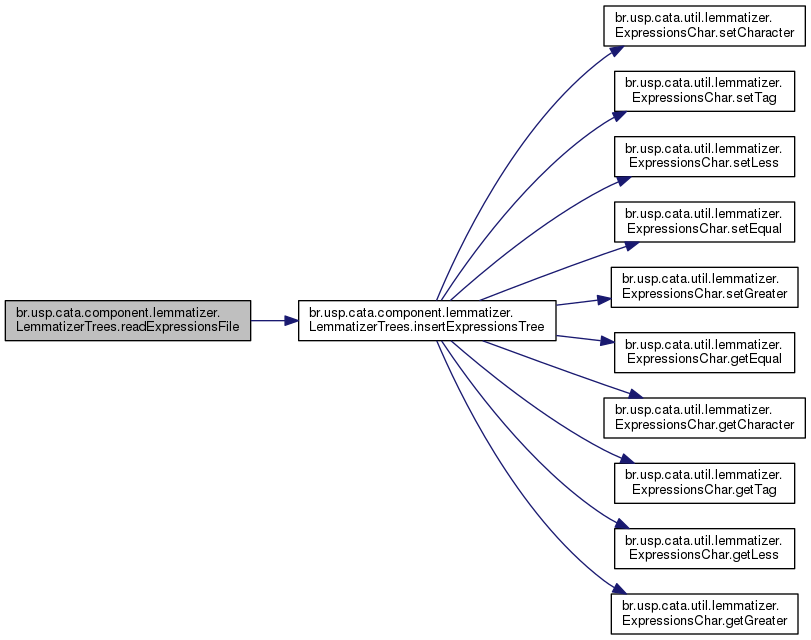 br.usp.cata.component.lemmatizer.
LemmatizerTrees.readExpressionsFile
br.usp.cata.component.lemmatizer.
LemmatizerTrees.insertExpressionsTree
br.usp.cata.util.lemmatizer.
ExpressionsChar.setCharacter
br.usp.cata.util.lemmatizer.
ExpressionsChar.setTag
br.usp.cata.util.lemmatizer.
ExpressionsChar.setLess
br.usp.cata.util.lemmatizer.
ExpressionsChar.setEqual
br.usp.cata.util.lemmatizer.
ExpressionsChar.setGreater
br.usp.cata.util.lemmatizer.
ExpressionsChar.getEqual
br.usp.cata.util.lemmatizer.
ExpressionsChar.getCharacter
br.usp.cata.util.lemmatizer.
ExpressionsChar.getTag
br.usp.cata.util.lemmatizer.
ExpressionsChar.getLess
br.usp.cata.util.lemmatizer.
ExpressionsChar.getGreater